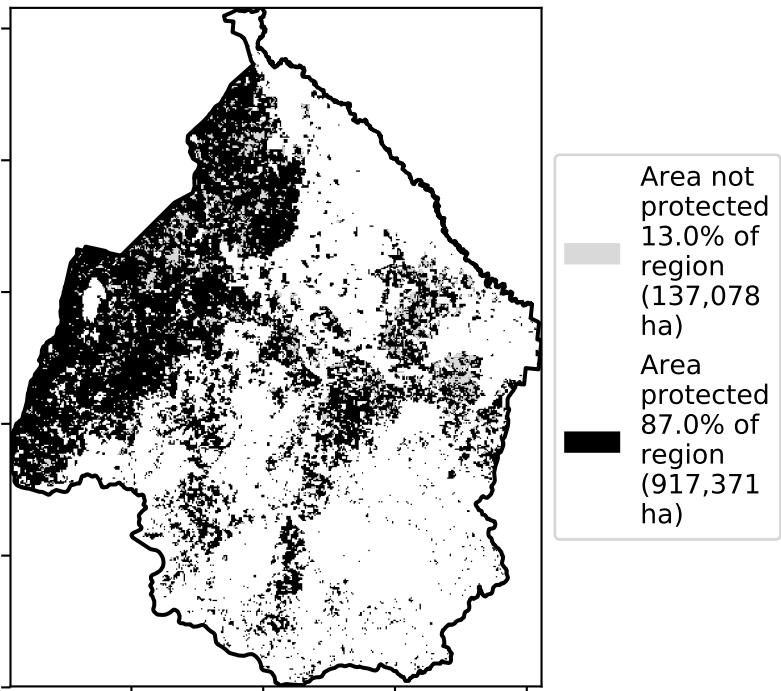 Area not
protected
13.0% of
region
(137,078
ha)
Area
protected
87.0% of
region
(917,371
ha)